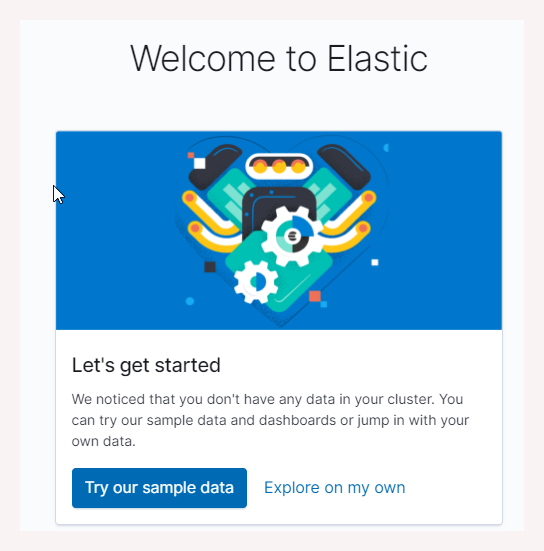 Welcome to Elastic
Let's get started
We noticed that you don't have any data in your cluster. You
can try our sample data and dashboards or jump in with your
own data.
Try our sample data
Explore on my own